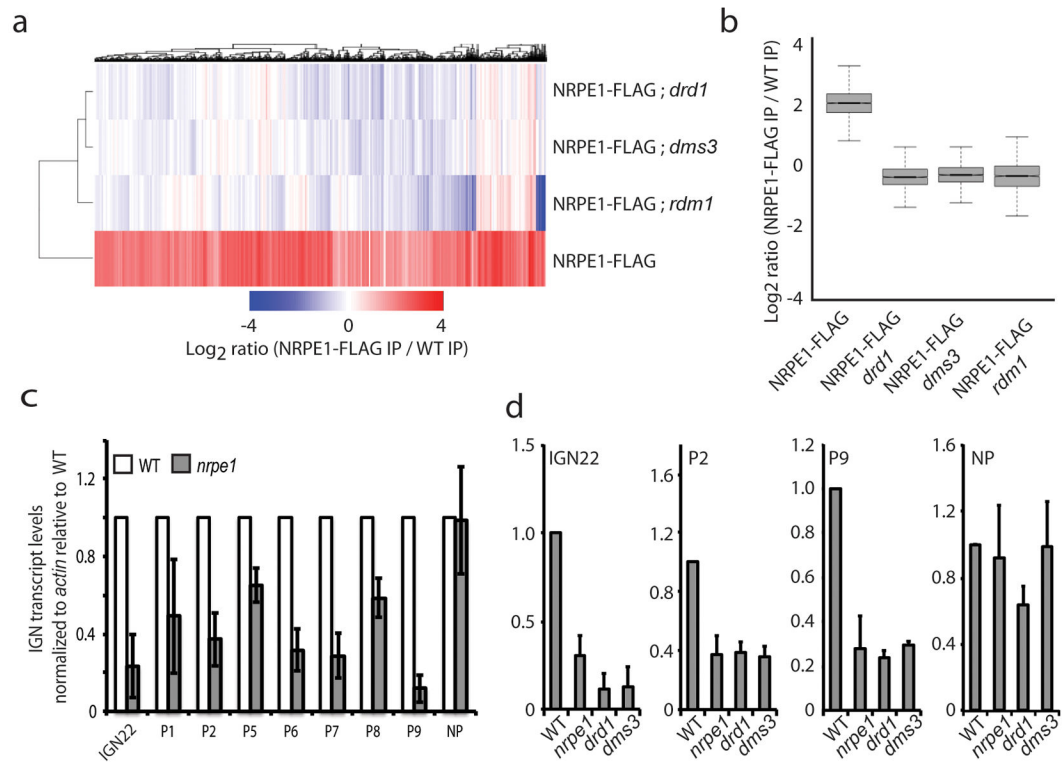 a
NRPE1-FLAG ; drd1
NRPE1-FLAG ; dms3
NRPE1-FLAG ; rdm1
NRPE1-FLAG
-4
0
4
Log2 ratio (NRPE1-FLAG IP / WT IP)
b
Log2 ratio (NRPE1-FLAG IP / WT IP)
4
2
0
-2
-4
NRPE1-FLAG
NRPE1-FLAG
drd1
NRPE1-FLAG
dms3
NRPE1-FLAG
rdm1
c
IGN transcript levels
normalized to actin relative to WT
WT
nrpe1
1.2
0.8
0.4
0
IGN22
P1
P2
P5
P6
P7
P8
P9
NP
d
IGN22
1.5
1.0
0.5
0
WT
nrpe1
drd1
dms3
P2
1.6
1.2
0.8
0.4
0
WT
nrpe1
drd1
dms3
P9
1.2
1.0
0.8
0.6
0.4
0.2
0
WT
nrpe1
drd1
dms3
NP
1.6
1.3
1.0
0.6
0.3
0
WT
nrpe1
drd1
dms3